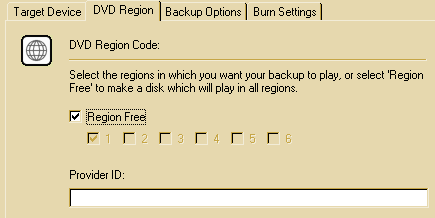 Target Device DVD Region Backup Options Burn Settings
DVD Region Code:
Select the regions in which you want your backup to play, or select 'Region
Free' to make a disk which will play in all regions.
Region Free
1 2 3 4 5 6
Provider ID: